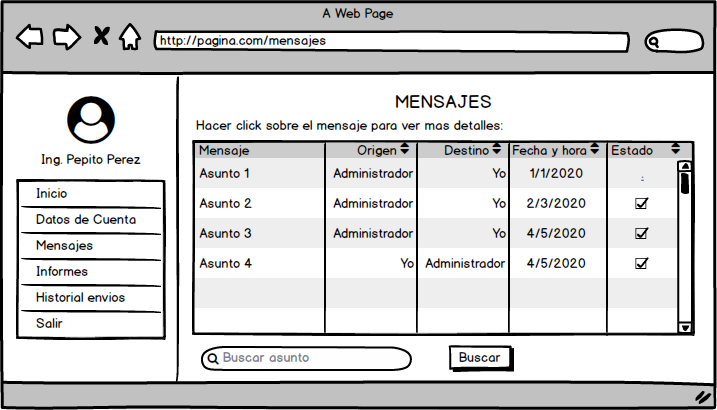 A Web Page
http://pagina.com/mensajes
MENSAJES
Hacer click sobre el mensaje para ver mas detalles:
Ing. Pepito Perez
Inicio
Datos de Cuenta
Mensajes
Informes
Historial envios
Salir
Mensaje Origen Destino Fecha y hora Estado
Asunto 1 Administrador Yo 1/1/2020 .
Asunto 2 Administrador Yo 2/3/2020
Asunto 3 Administrador Yo 4/5/2020
Asunto 4 Yo Administrador 4/5/2020
Buscar asunto
Buscar